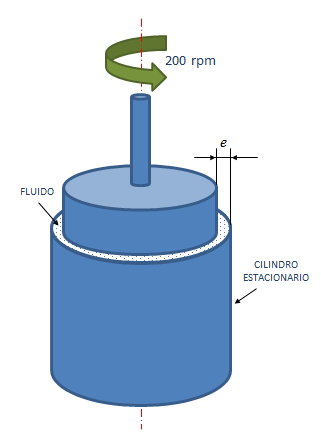 200 rpm
e
FLUIDO
CILINDRO
ESTACIONARIO